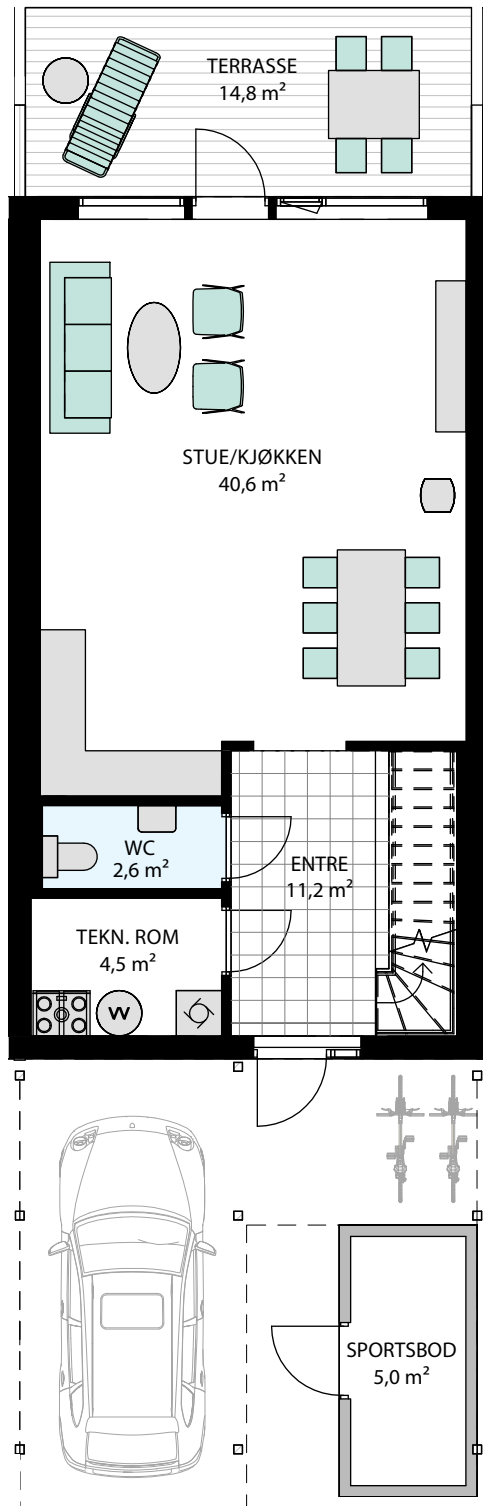 TERRASSE
14,8 m²
STUE/KJØKKEN
40,6 m²
WC
2,6 m²
ENTRE
11,2 m²
TEKN. ROM
4,5 m²
VV
SPORTSBOD
5,0 m²